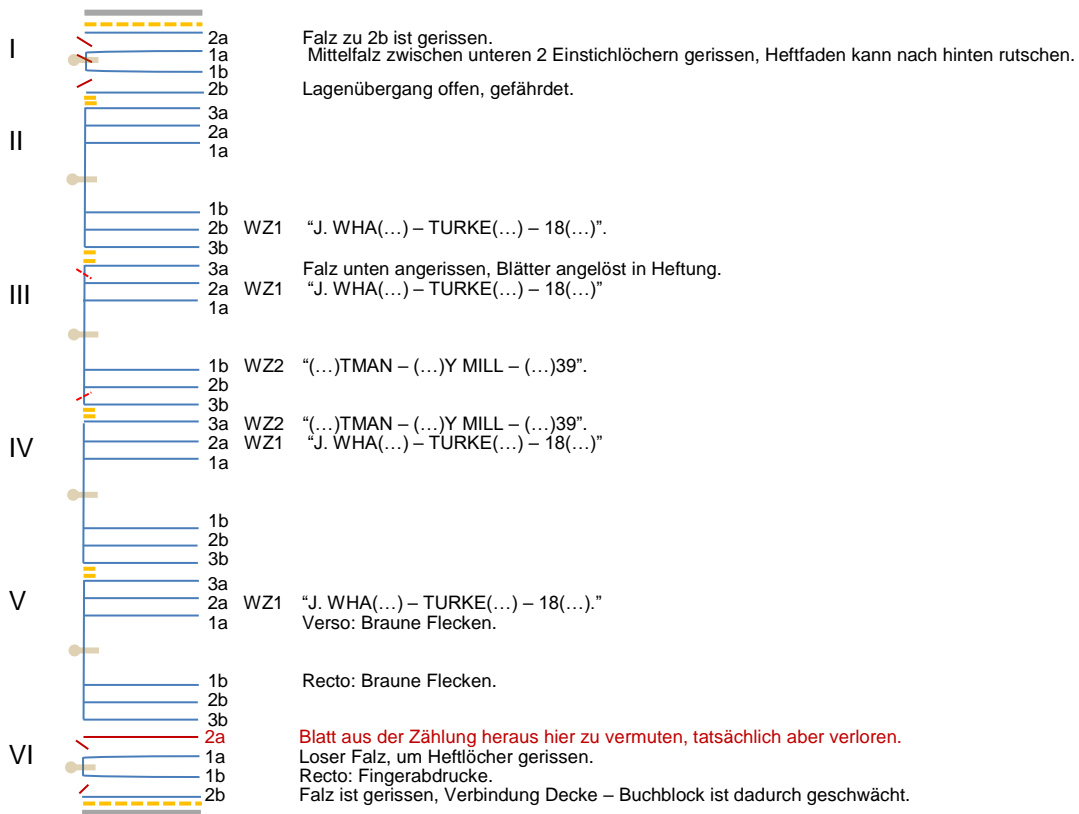 I
2a Falz zu 2b ist gerissen.
1a Mittelfalz zwischen unteren 2 Einstichlöchern gerissen, Heftfaden kann nach hinten rutschen.
1b
2b Lagenübergang offen, gefährdet.
3a
II
2a
1a
1b
2b WZ1 “J. WHA(…) – TURKE(…) – 18(…)”.
3b
3a Falz unten angerissen, Blätter angelöst in Heftung.
III
2a WZ1 “J. WHA(…) – TURKE(…) – 18(…)”
1a
1b WZ2 “(…)TMAN – (…)Y MILL – (…)39”.
2b
3b
3a WZ2 “(…)TMAN – (…)Y MILL – (…)39”.
IV
2a WZ1 “J. WHA(…) – TURKE(…) – 18(…)”
1a
1b
2b
3b
3a
V
2a WZ1 “J. WHA(…) – TURKE(…) – 18(…).”
1a Verso: Braune Flecken.
1b Recto: Braune Flecken.
2b
3b
2a Blatt aus der Zählung heraus hier zu vermuten, tatsächlich aber verloren.
VI
1a Loser Falz, um Heftlöcher gerissen.
1b Recto: Fingerabdrucke.
2b Falz ist gerissen, Verbindung Decke – Buchblock ist dadurch geschwächt.